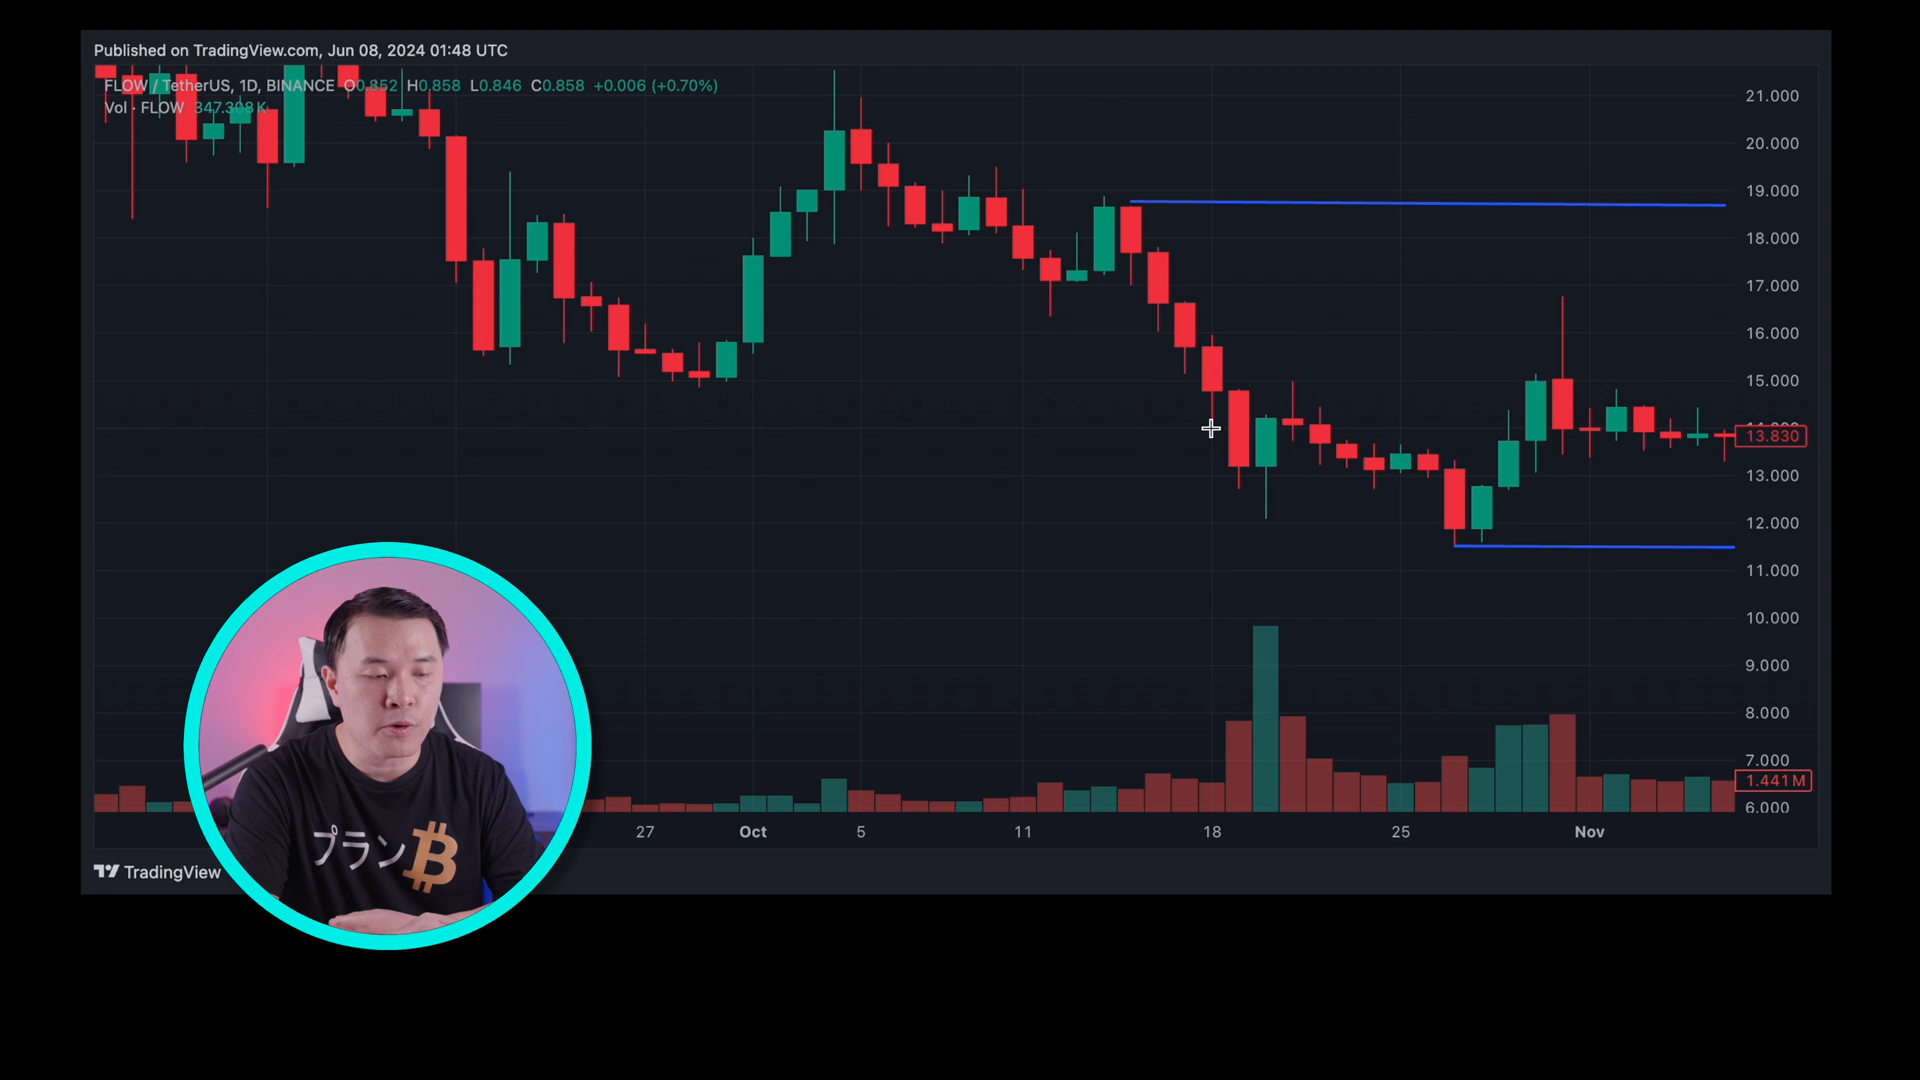 Published on TradingView.com, Jun 08, 2024 01:48 UTC
FLOW / TetherUS, 1D, BINANCE O0.852 H0.858 L0.846 C0.858 +0.006 (+0.70%)
Vol · FLOW 347.308K
21.000
20.000
19.000
18.000
17.000
16.000
15.000
13.830
13.000
12.000
11.000
10.000
9.000
8.000
7.000
1.441M
6.000
27 Oct 5 11 18 25 Nov
TradingView
プラン₿